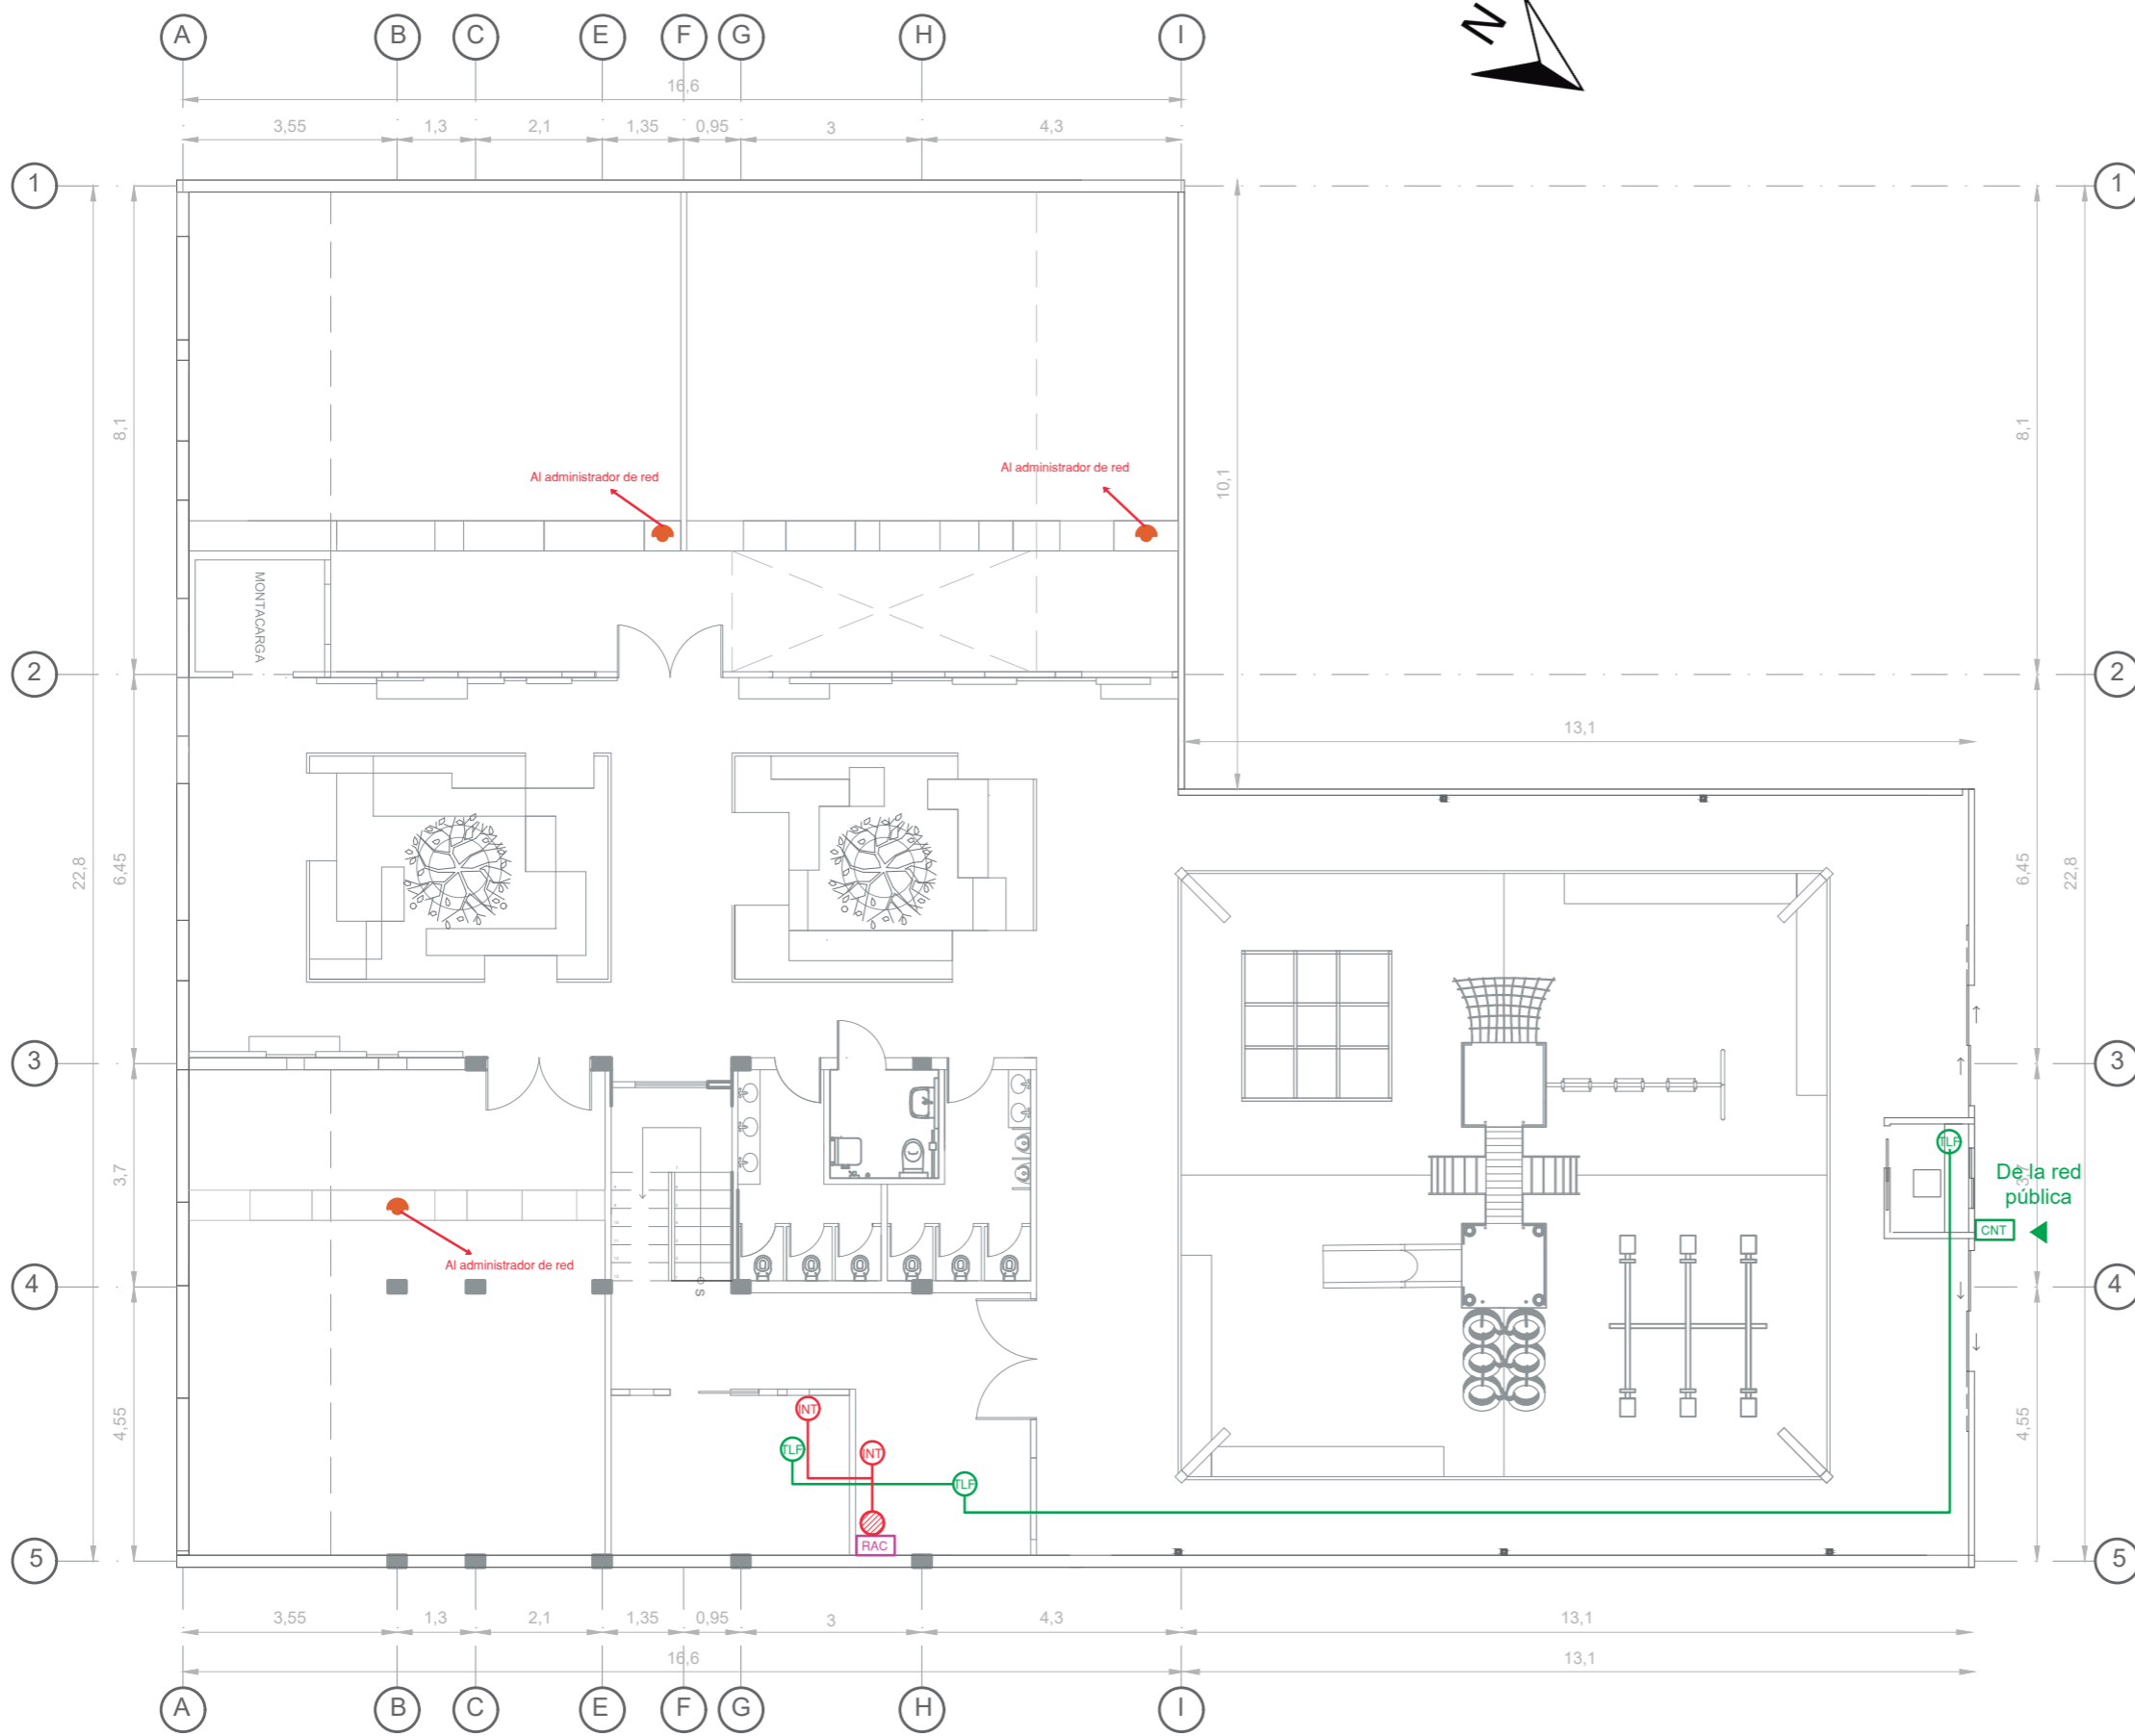 N
A B C E F G H I
16,6
3,55 1,3 2,1 1,35 0,95 3 4,3
1 1
8,1 10,1 8,1
Al administrador de red Al administrador de red
MONTACARGA
2 2
13,1
22,8 6,45 6,45 22,8
3 3
TLF
3,7 3,7
De la red
pública
CNT
Al administrador de red
4 4
S
INT
TLF INT
4,55 4,55
TLF
RAC
5 5
3,55 1,3 2,1 1,35 0,95 3 4,3 13,1
16,6 13,1
A B C E F G H I